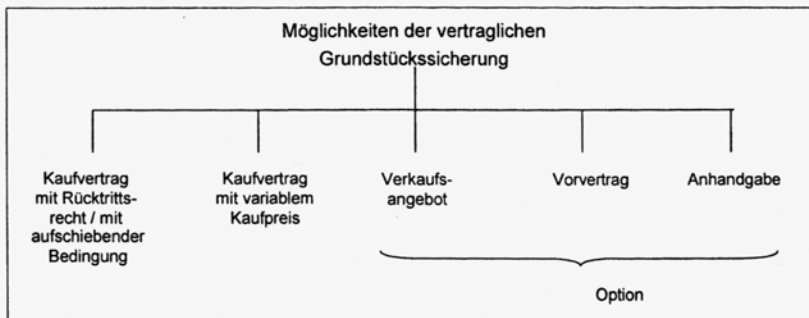 Möglichkeiten der vertraglichen
Grundstückssicherung
Kaufvertrag
mit Rücktritts-
recht / mit
aufschiebender
Bedingung
Kaufvertrag
mit variablem
Kaufpreis
Verkaufs-
angebot
Vorvertrag
Anhandgabe
Option